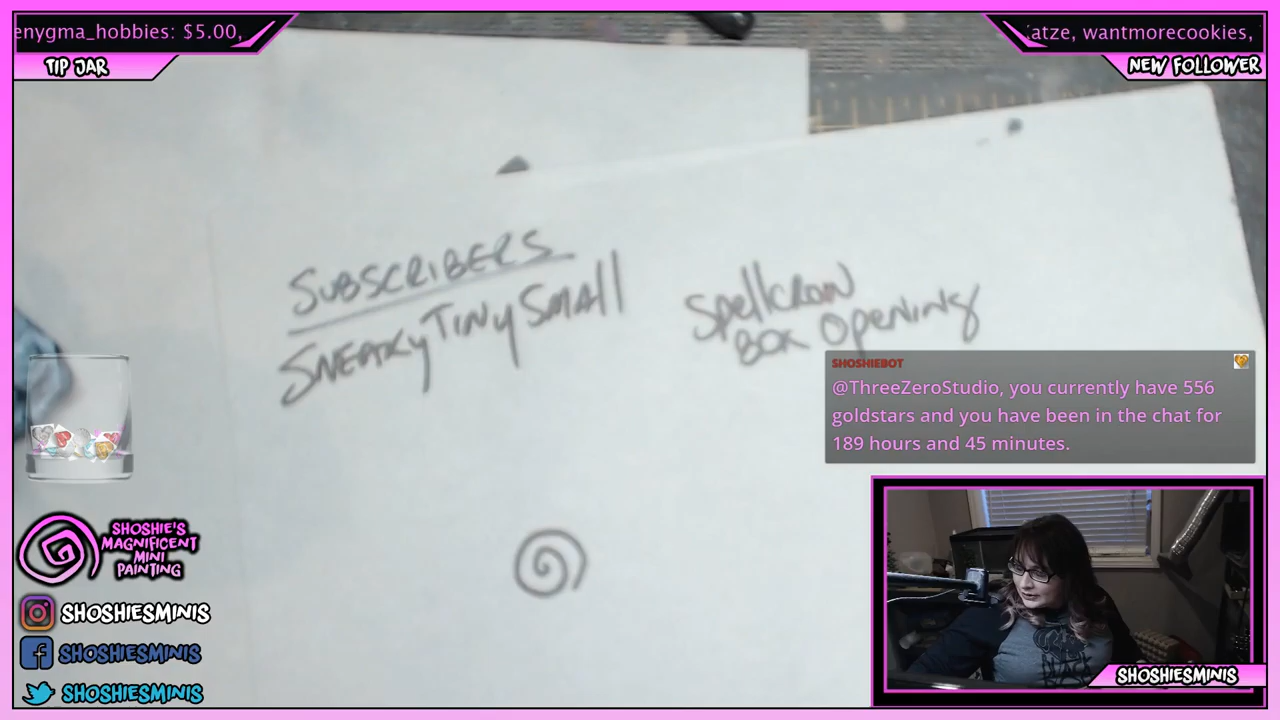 enygma_hobbies: $5.00,
TIP JAR
atze, wantmorecookies,
NEW FOLLOWER
SUBSCRIBERS
SNEAKYTINYSMALL
Spellcrow
BOX OPENING
SHOSHIEBOT
@ThreeZeroStudio, you currently have 556
goldstars and you have been in the chat for
189 hours and 45 minutes.
SHOSHIE'S
MAGNIFICENT
MINI
PAINTING
SHOSHIESMINIS
SHOSHIESMINIS
SHOSHIESMINIS
SHOSHIESMINIS